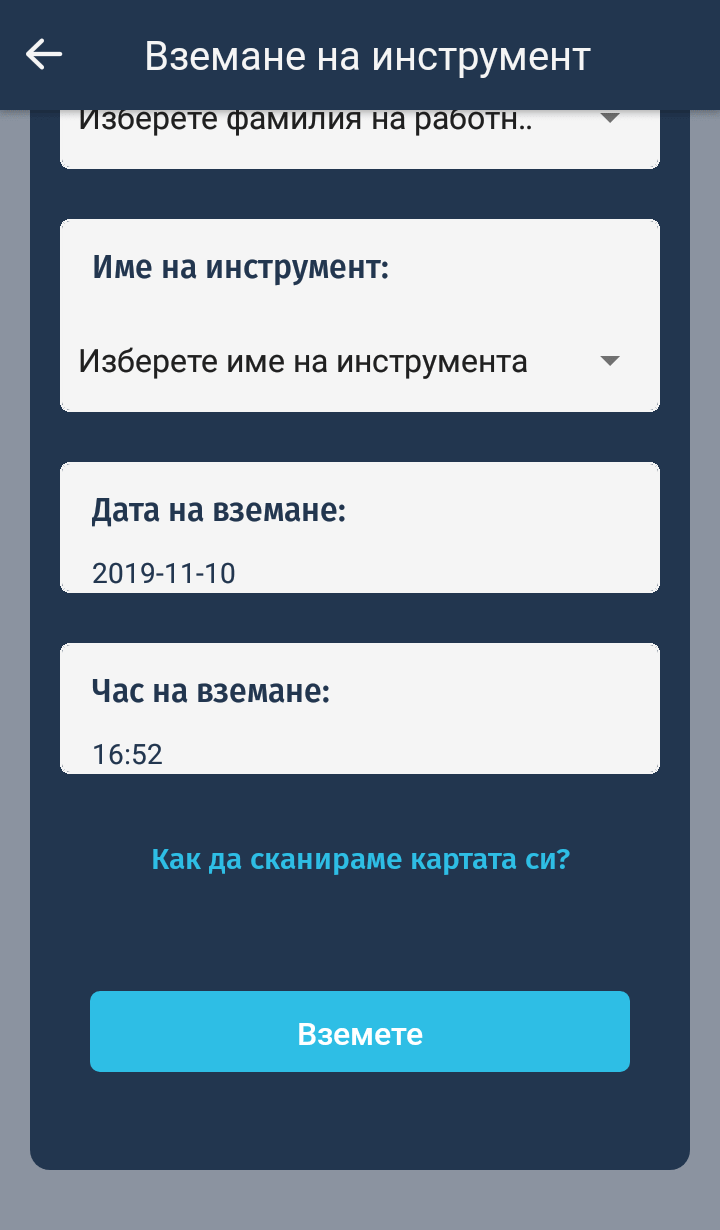 Вземане на инструмент
Изберете фамилия на работн..
Име на инструмент:
Изберете име на инструмента
Дата на вземане:
2019-11-10
Час на вземане:
16:52
Как да сканираме картата си?
Вземете